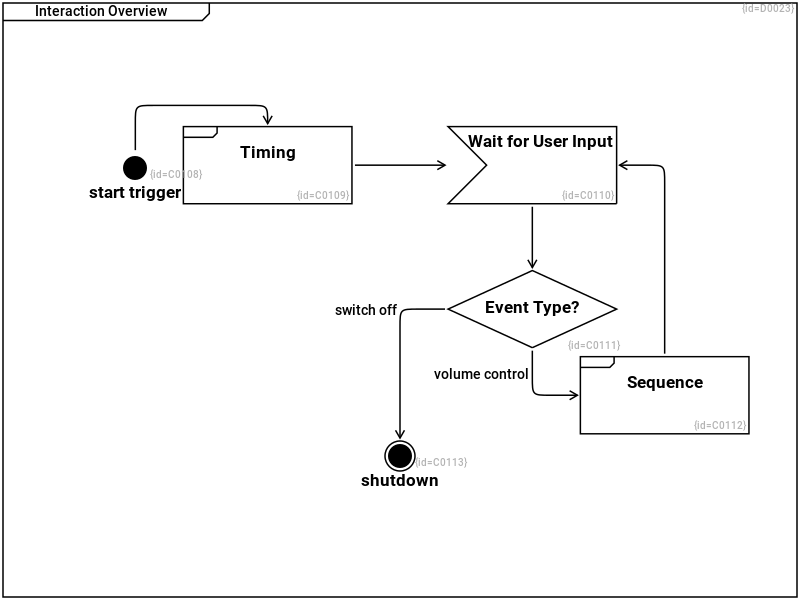 Interaction Overview
{id=D0023}
Timing
{id=C0108}
start trigger
{id=C0109}
Wait for User Input
{id=C0110}
Event Type?
switch off
{id=C0111}
volume control
Sequence
{id=C0112}
{id=C0113}
shutdown